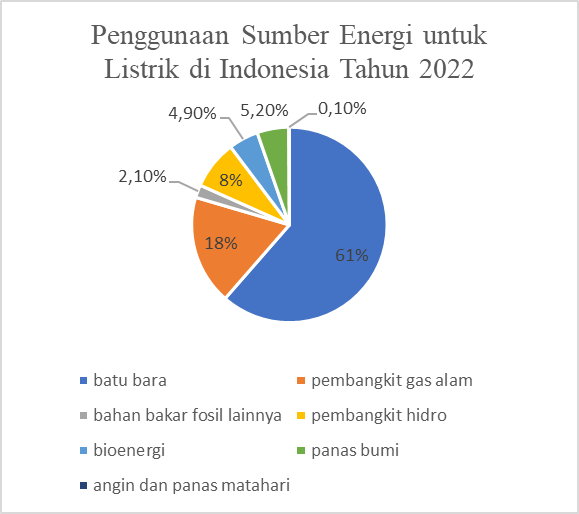 Penggunaan Sumber Energi untuk
Listrik di Indonesia Tahun 2022
4,90%
5,20%
0,10%
2,10%
8%
18%
61%
batu bara
pembangkit gas alam
bahan bakar fosil lainnya
pembangkit hidro
bioenergi
panas bumi
angin dan panas matahari